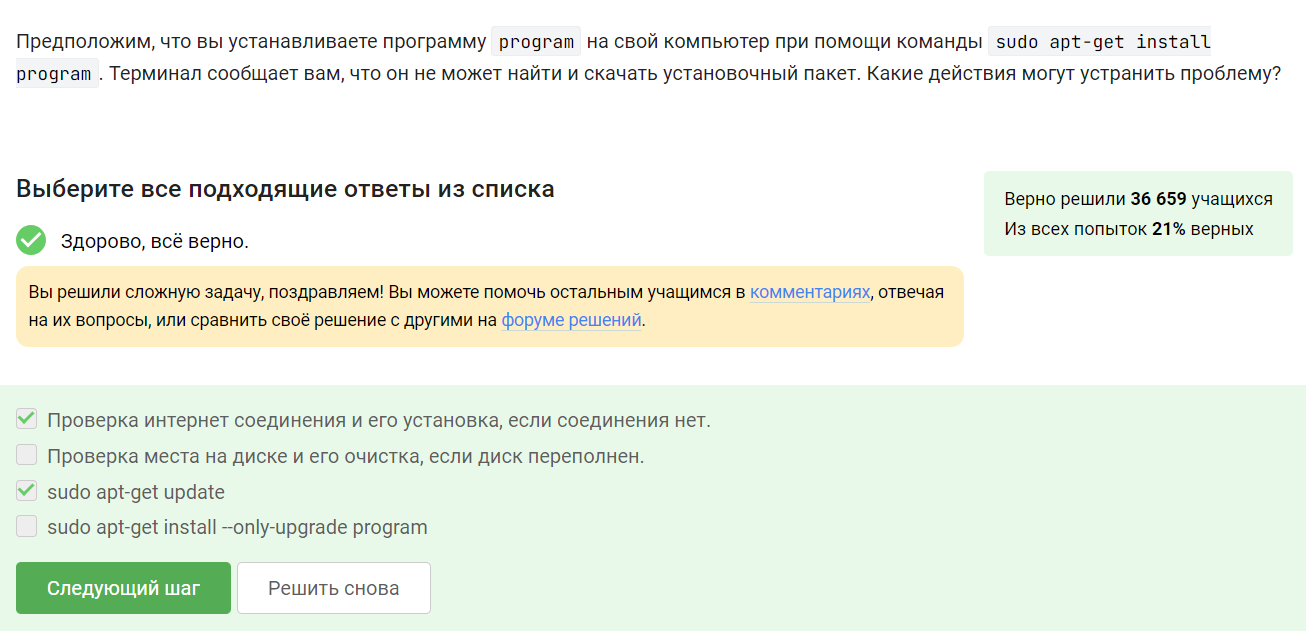 Предположим, что вы устанавливаете программу program на свой компьютер при помощи команды sudo apt-get install
program . Терминал сообщает вам, что он не может найти и скачать установочный пакет. Какие действия могут устранить проблему?
Выберите все подходящие ответы из списка
Верно решили 36 659 учащихся
Из всех попыток 21% верных
Здорово, всё верно.
Вы решили сложную задачу, поздравляем! Вы можете помочь остальным учащимся в комментариях, отвечая
на их вопросы, или сравнить своё решение с другими на форуме решений.
Проверка интернет соединения и его установка, если соединения нет.
Проверка места на диске и его очистка, если диск переполнен.
sudo apt-get update
sudo apt-get install --only-upgrade program
Следующий шаг
Решить снова